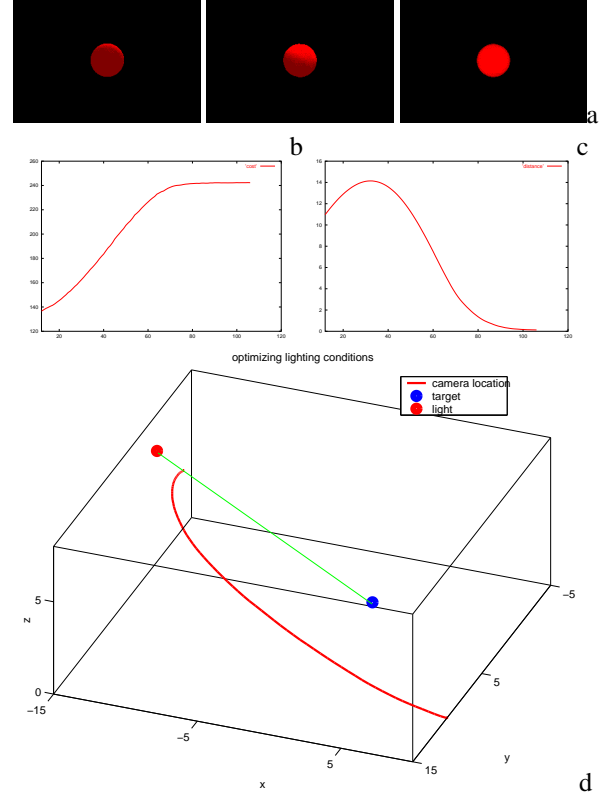 a
b
c
260
240
220
200
180
160
140
120
20
40
60
80
100
120
'cost'
16
14
12
10
8
6
4
2
0
20
40
60
80
100
120
'distance'
optimizing lighting conditions
camera location
target
light
5
0
z
−15
−5
5
15
x
−5
5
y
d